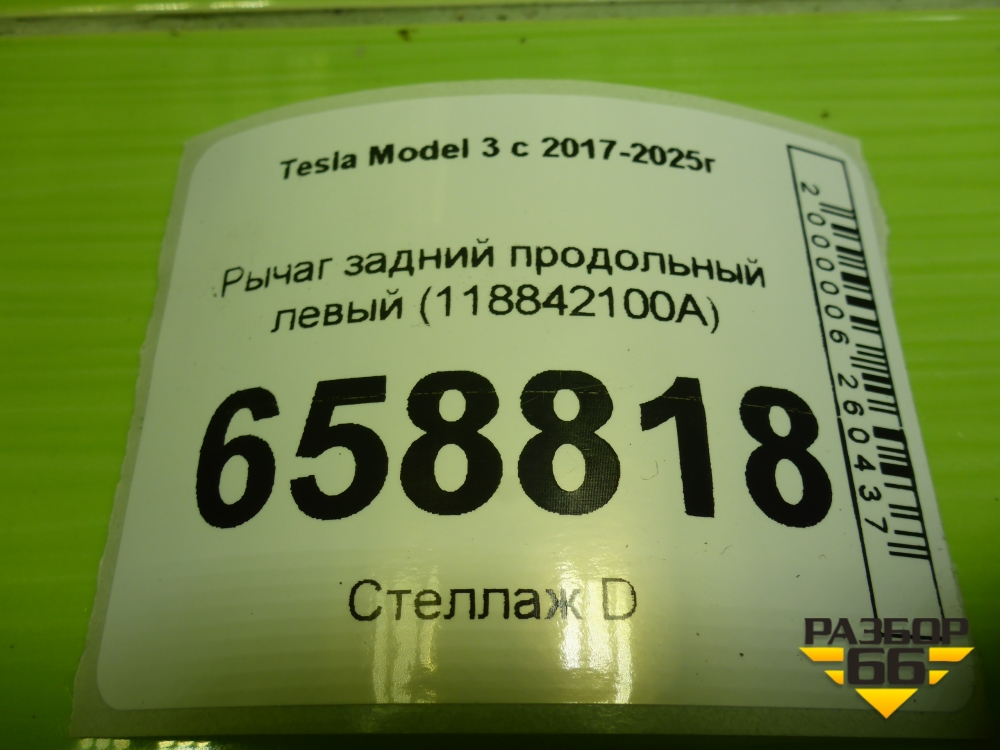 Tesla Model 3 с 2017-2025г
Рычаг задний продольный
левый (118842100A)
658818
Стеллаж D
2000006260437
РАЗБОР
66